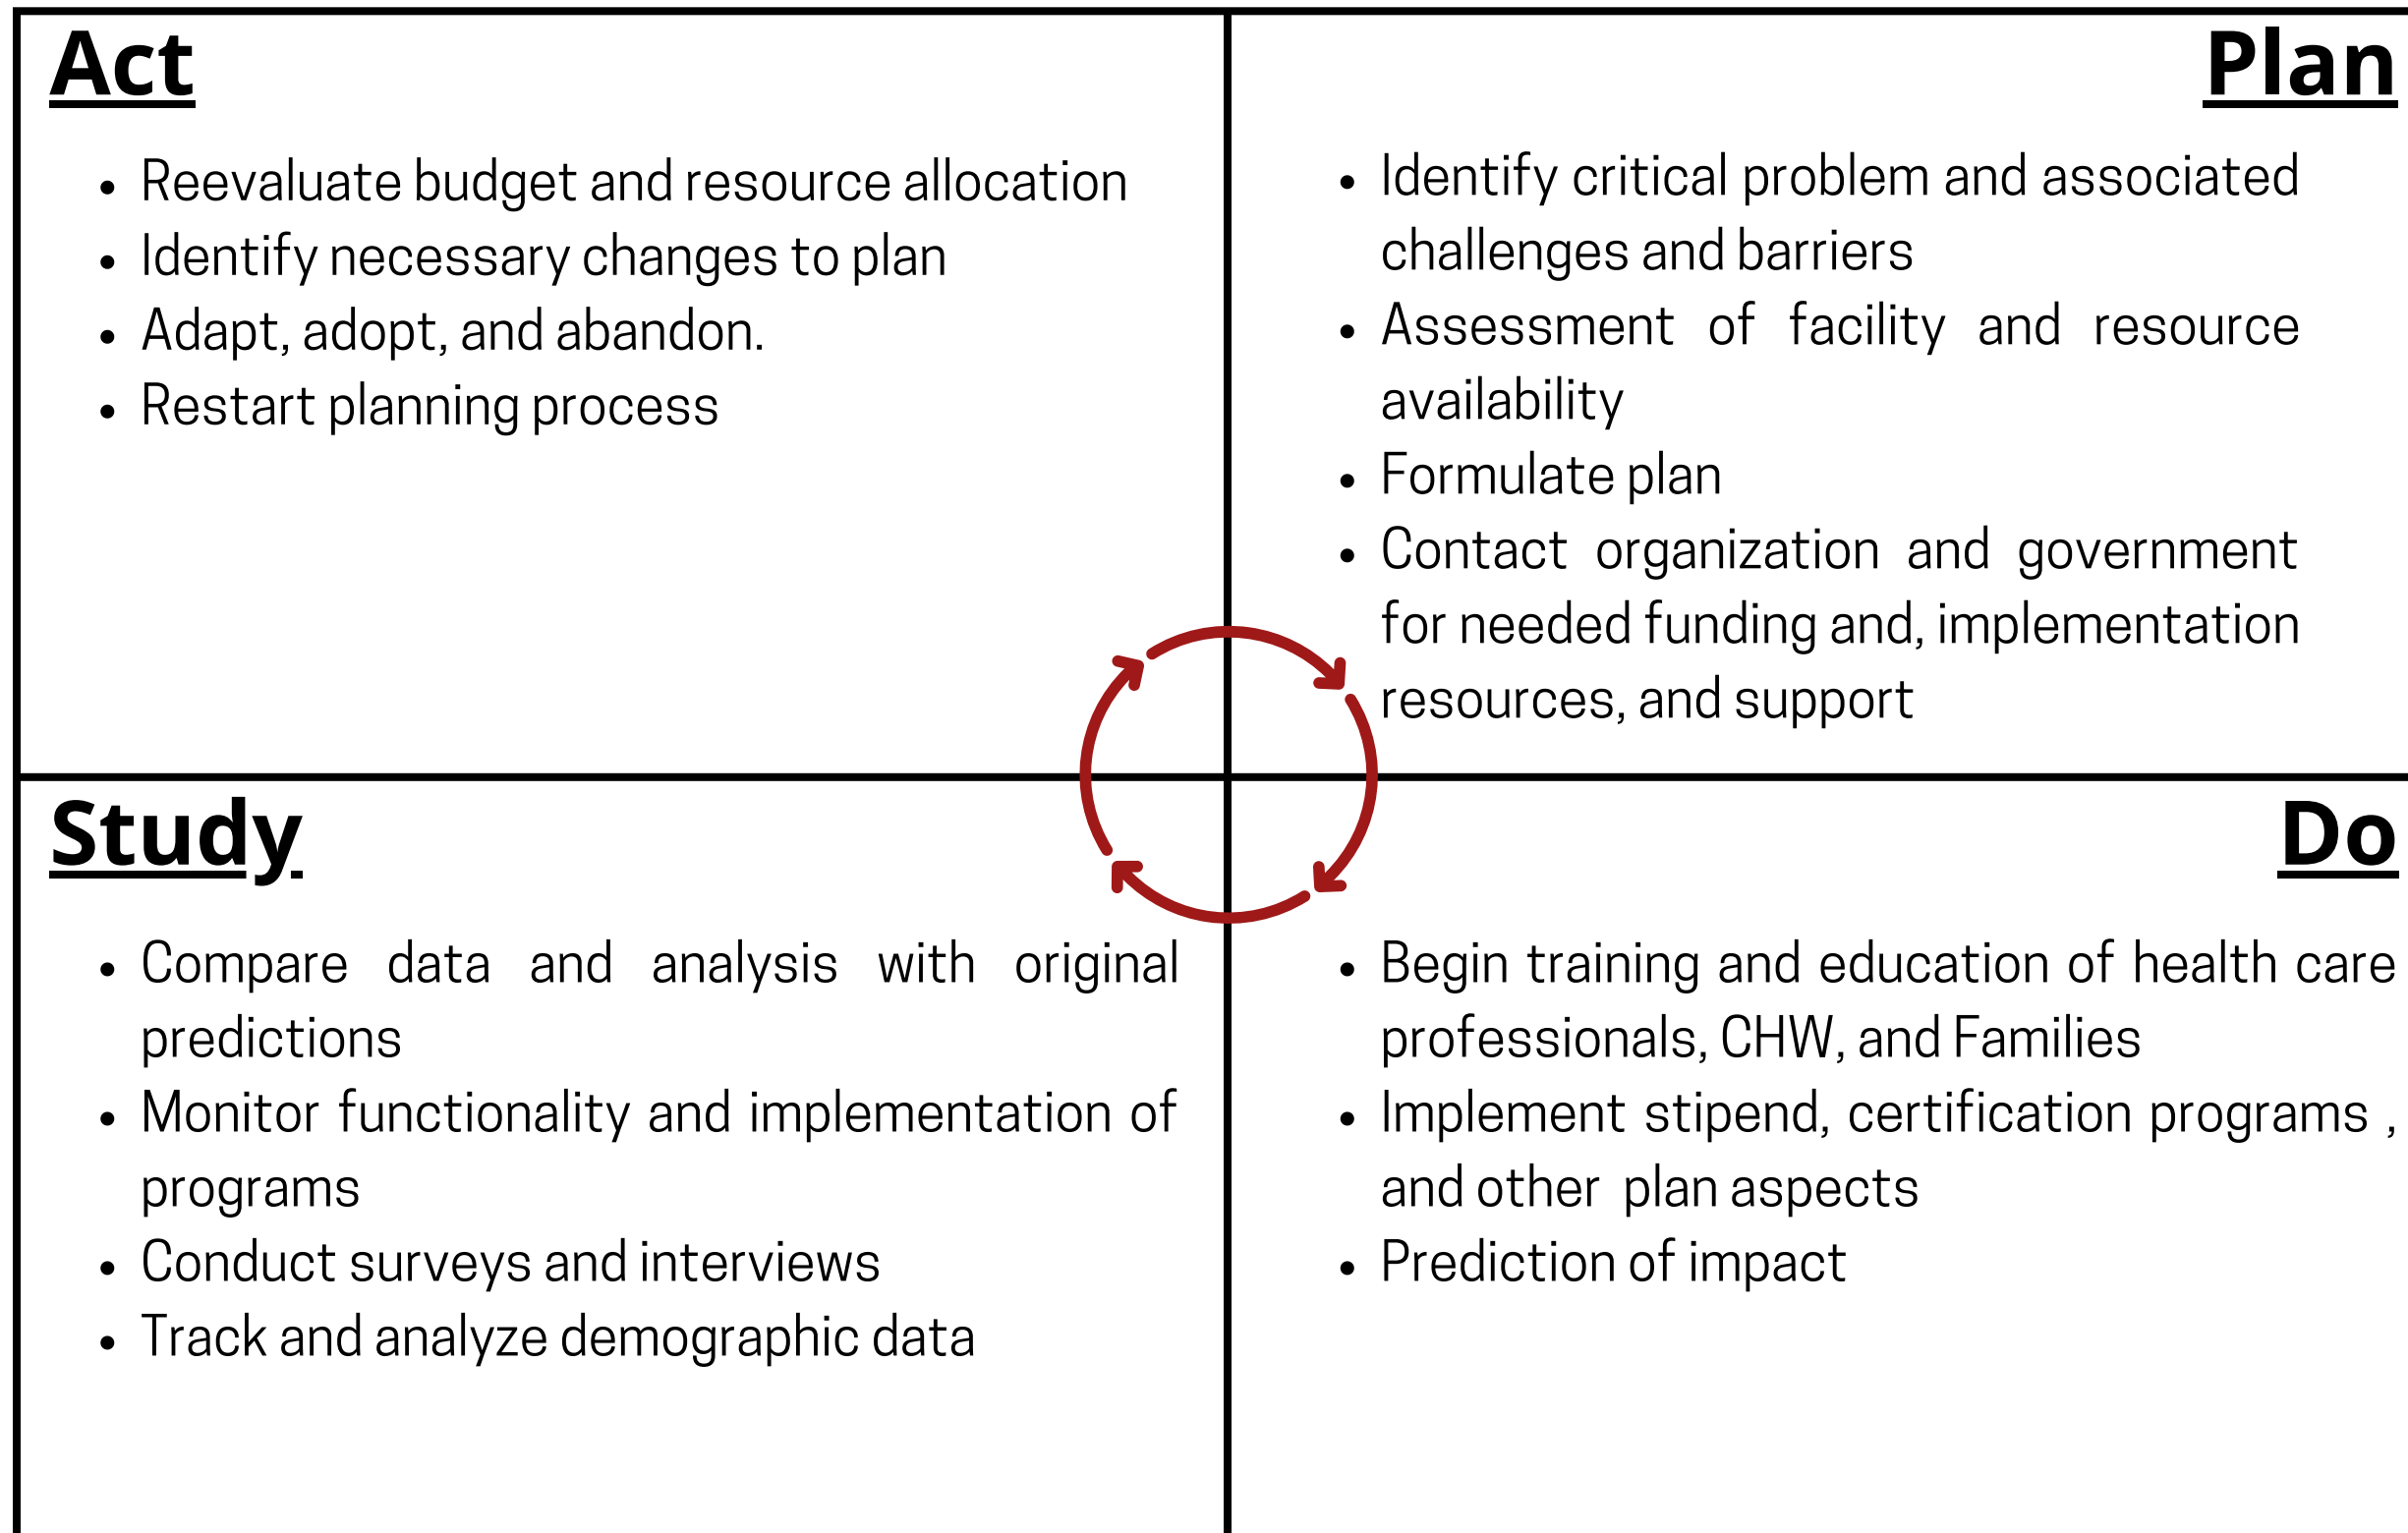 Act
• Reevaluate budget and resource allocation
• Identify necessary changes to plan
• Adapt, adopt, and abandon.
• Restart planning process
Plan
• Identify critical problem and associated
challenges and barriers
• Assessment of facility and resource
availability
• Formulate plan
• Contact organization and government
for needed funding and, implementation
resources, and support
Study
• Compare data and analysis with original
predictions
• Monitor functionality and implementation of
programs
• Conduct surveys and interviews
• Track and analyze demographic data
Do
• Begin training and education of health care
professionals, CHW, and Families
• Implement stipend, certification programs ,
and other  plan aspects
• Prediction of impact